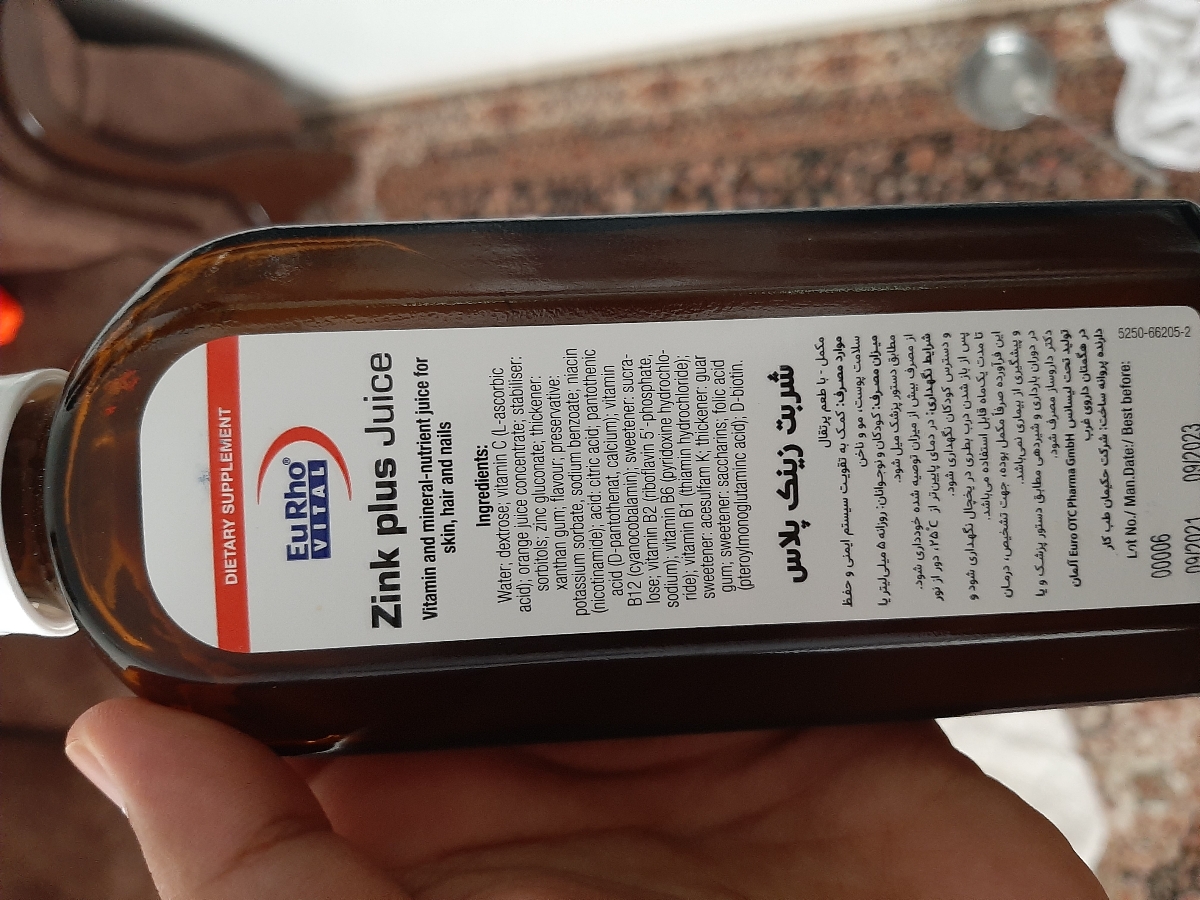 DIETARY SUPPLEMENT
EuRho®
VITAL
Zink plus Juice
Vitamin and mineral-nutrient juice for
skin, hair and nails
Ingredients:
Water; dextrose; vitamin C (L-ascorbic
acid); orange juice concentrate; stabiliser:
sorbitols; zinc gluconate; thickener:
xanthan gum; flavour; preservative:
potassium sorbate, sodium benzoate; niacin
(nicotinamide); acid: citric acid; pantothenic
acid (D-pantothenat, calcium); vitamin
B12 (cyanocobalamin); sweetener: sucra-
lose; vitamin B2 (riboflavin 5'-phosphate,
sodium); vitamin B6 (pyridoxine hydrochlo-
ride); vitamin B1 (thiamin hydrochloride);
sweetener: acesulfam K; thickener: guar
gum; sweetener: saccharins; folic acid
(pteroylmonoglutaminc acid); D-biotin.
شربت زینک پلاس
مکمل - با طعم پرتقال
موارد مصرف: کمک به تقویت سیستم ایمنی و حفظ
سلامت پوست، مو و ناخن
میزان مصرف: کودکان و نوجوانان: روزانه ۵ میلی‌لیتر یا
مطابق دستور پزشک میل شود.
از مصرف بیش از میزان توصیه شده خودداری شود.
شرایط نگهداری: در دمای پایین‌تر از ۲۵°C، دور از نور
و دسترس کودکان نگهداری شود.
پس از باز شدن درب بطری در یخچال نگهداری شود و
تا مدت یک‌ماه قابل استفاده می‌باشد.
این فرآورده صرفا مکمل بوده جهت تشخیص، درمان
و پیشگیری از بیماری نمی‌باشد.
در دوران بارداری و شیردهی مطابق دستور پزشک و یا
دکتر داروساز مصرف شود.
تولید تحت لیسانس Euro OTC Pharma GmbH آلمان
در هگمتان داروی غرب
دارنده پروانه ساخت: شرکت حکیمان طب کار
5250-66205-2
Lot No./ Man.Date:/ Best before:
00006
09/2021 09/2023